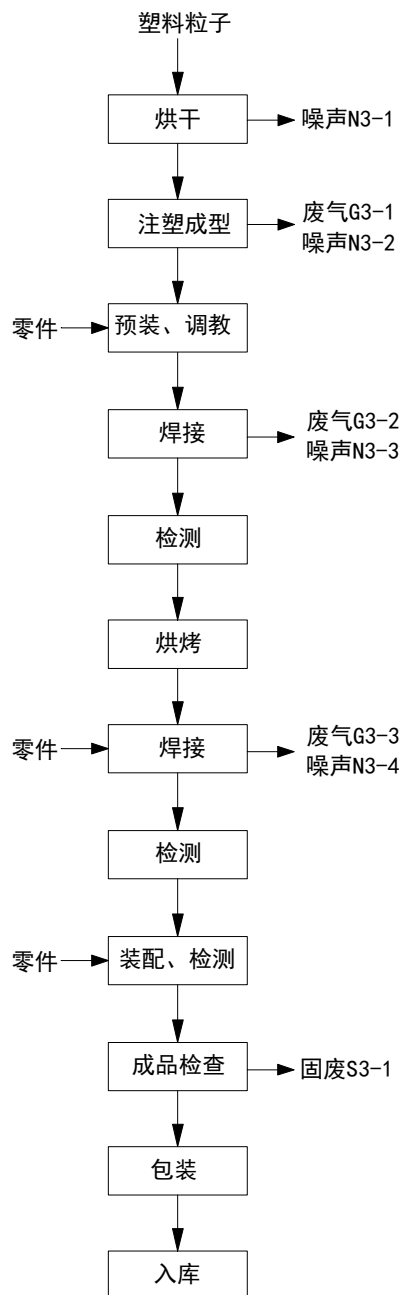 塑料粒子
烘干
噪声N3-1
注塑成型
废气G3-1
噪声N3-2
零件
预装、调教
焊接
废气G3-2
噪声N3-3
检测
烘烤
零件
焊接
废气G3-3
噪声N3-4
检测
零件
装配、检测
成品检查
固废S3-1
包装
入库